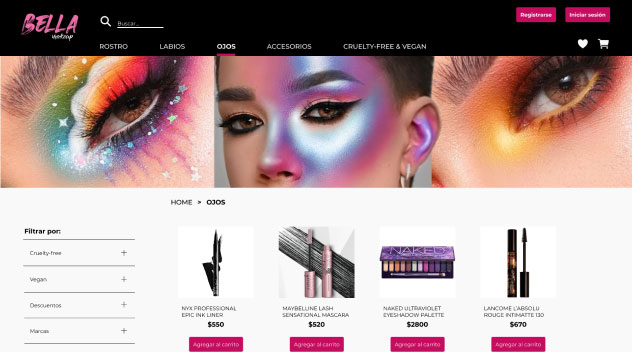 BELLA
makeup
Buscar...
Registrarse
Iniciar sesión
ROSTRO
LABIOS
OJOS
ACCESORIOS
CRUELTY-FREE & VEGAN
HOME > OJOS
Filtrar por:
Cruelty-free +
Vegan +
Descuentos +
Marcas +
NYX PROFESSIONAL
EPIC INK LINER
$550
Agregar al carrito
MAYBELLINE LASH
SENSATIONAL MASCARA
$520
Agregar al carrito
NAKED
NAKED ULTRAVIOLET
EYESHADOW PALETTE
$2800
Agregar al carrito
LANCOME L'ABSOLU
ROUGE INTIMATTE 130
$670
Agregar al carrito